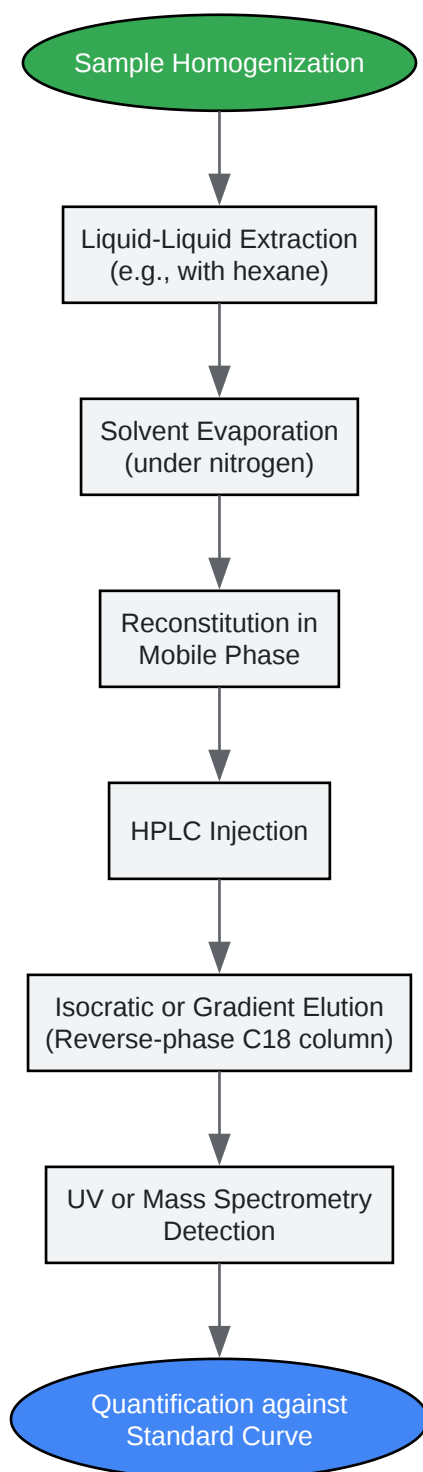 Sample Homogenization
Liquid-Liquid Extraction
(e.g., with hexane)
Solvent Evaporation
(under nitrogen)
Reconstitution in
Mobile Phase
HPLC Injection
Isocratic or Gradient Elution
(Reverse-phase C18 column)
UV or Mass Spectrometry
Detection
Quantification against
Standard Curve